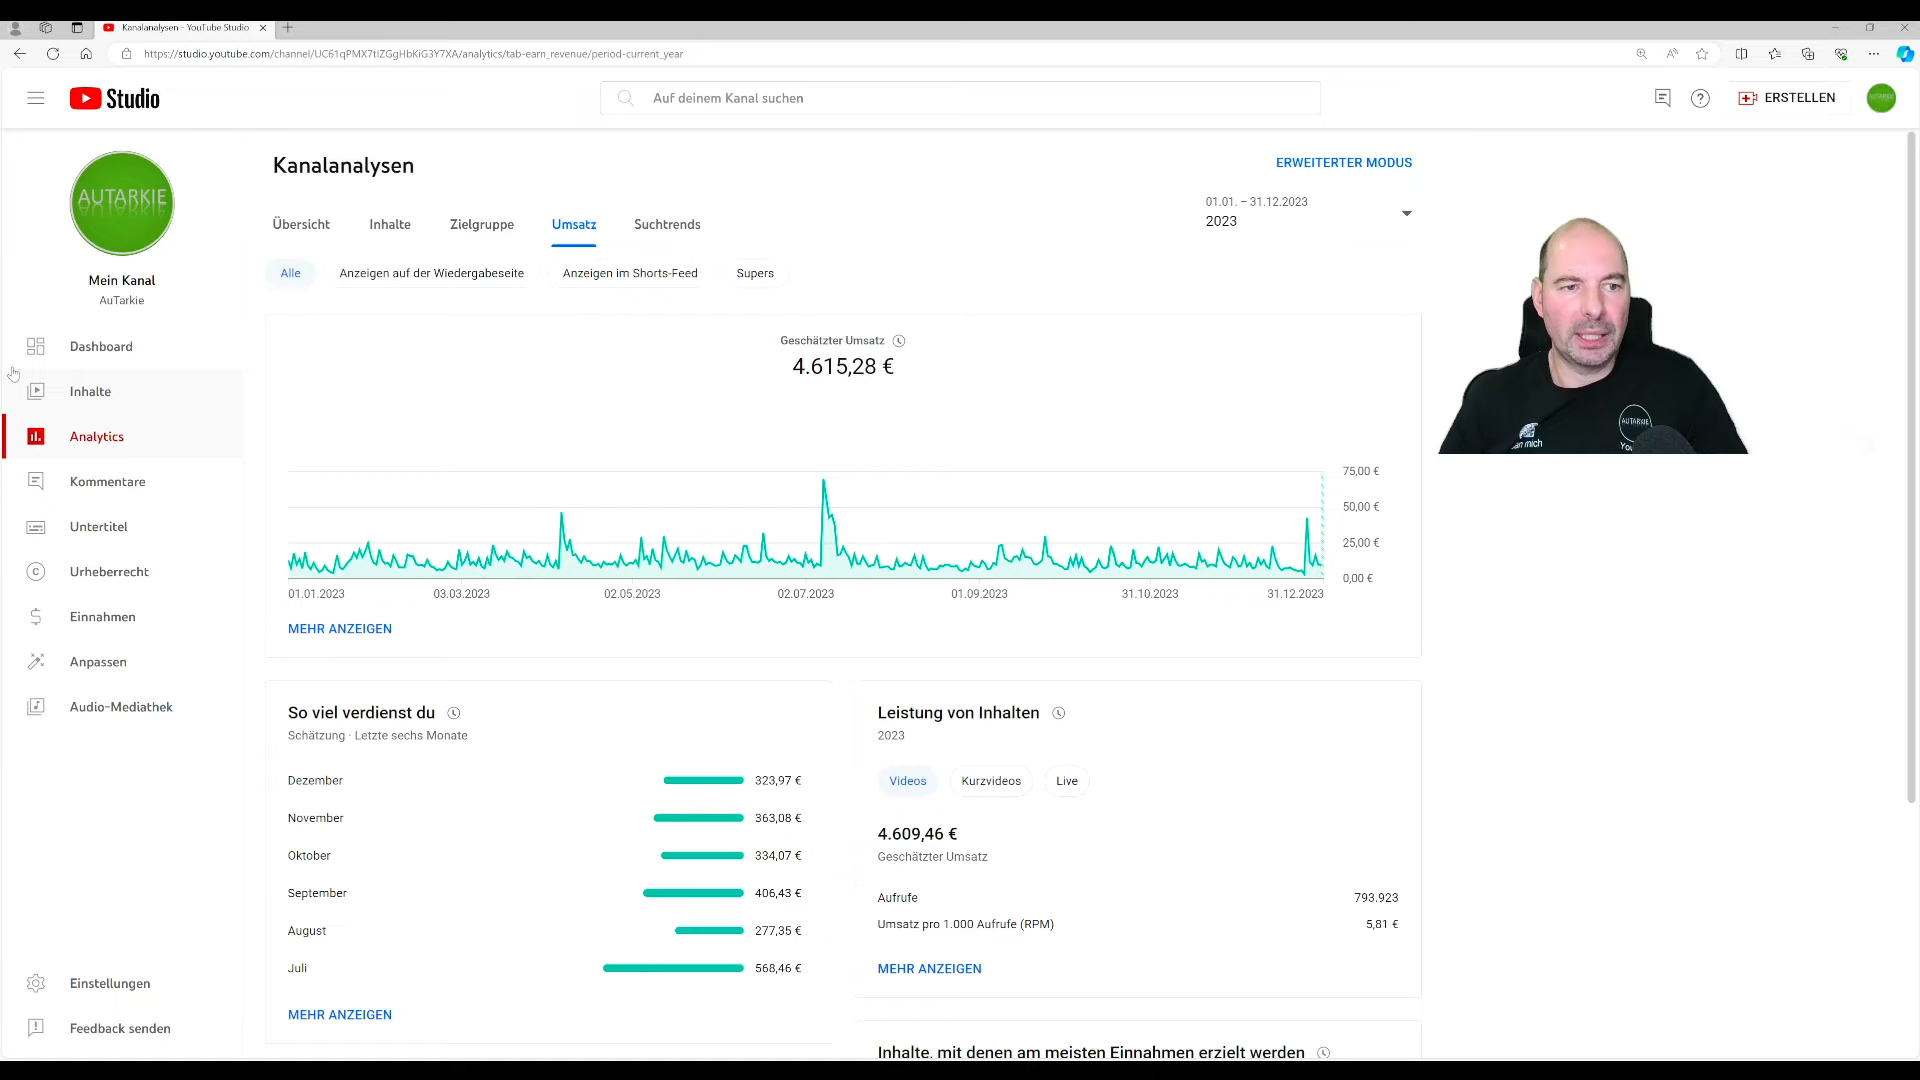 Kanalanalysen - YouTube Studio
https://studio.youtube.com/channel/UC61qPMX7tIZGgHbKiG3Y7XA/analytics/tab-earn_revenue/period-current_year
Studio
Auf deinem Kanal suchen
ERSTELLEN
AUTARKIE
Mein Kanal
AuTarkie
Dashboard
Inhalte
Analytics
Kommentare
Untertitel
Urheberrecht
Einnahmen
Anpassen
Audio-Mediathek
Einstellungen
Feedback senden
Kanalanalysen
ERWEITERTER MODUS
Übersicht Inhalte Zielgruppe Umsatz Suchtrends
01.01. – 31.12.2023
2023
Alle Anzeigen auf der Wiedergabeseite Anzeigen im Shorts-Feed Supers
Geschätzter Umsatz
4.615,28 €
75,00 €
50,00 €
25,00 €
0,00 €
01.01.2023 03.03.2023 02.05.2023 02.07.2023 01.09.2023 31.10.2023 31.12.2023
MEHR ANZEIGEN
So viel verdienst du
Schätzung · Letzte sechs Monate
Dezember 323,97 €
November 363,08 €
Oktober 334,07 €
September 406,43 €
August 277,35 €
Juli 568,46 €
MEHR ANZEIGEN
Leistung von Inhalten
2023
Videos Kurzvideos Live
4.609,46 €
Geschätzter Umsatz
Aufrufe 793.923
Umsatz pro 1.000 Aufrufe (RPM) 5,81 €
MEHR ANZEIGEN
Inhalte, mit denen am meisten Einnahmen erzielt werden
AUTARKIE
mich